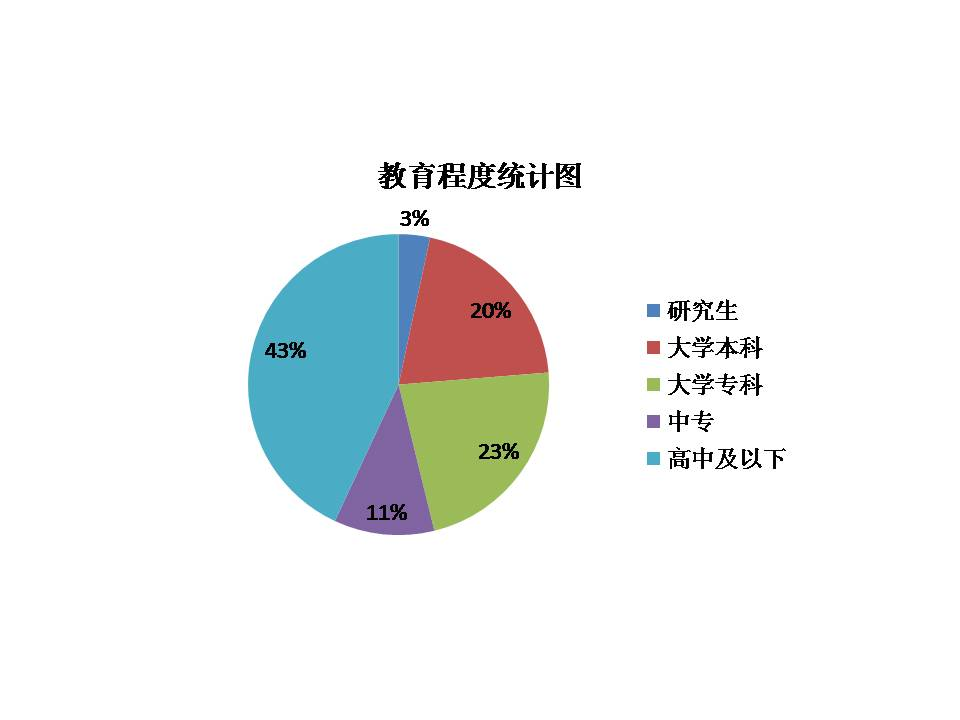 教育程度统计图
3%
20%
43%
23%
11%
研究生
大学本科
大学专科
中专
高中及以下